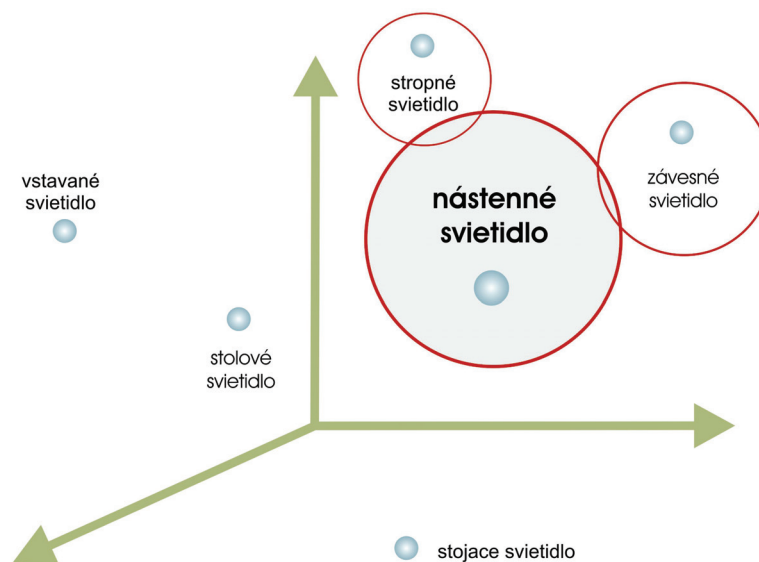 stropné
svietidlo
vstavané
svietidlo
nástenné
svietidlo
závesné
svietidlo
stolové
svietidlo
stojace svietidlo